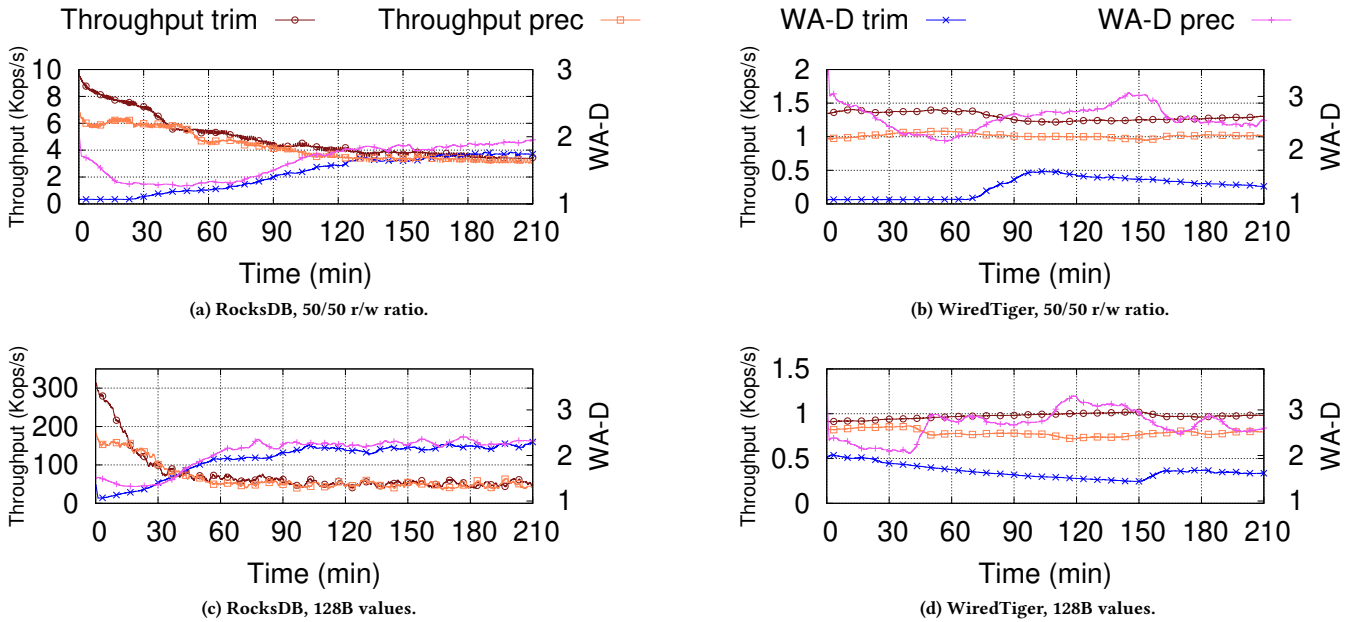 Throughput trim Throughput prec WA-D trim WA-D prec
Throughput (Kops/s)
10
8
6
4
2
0
3
2
1
WA-D
0 30 60 90 120 150 180 210
Time (min)
(a) RocksDB, 50/50 r/w ratio.
Throughput (Kops/s)
2
1.5
1
0.5
0
3
2
1
WA-D
0 30 60 90 120 150 180 210
Time (min)
(b) WiredTiger, 50/50 r/w ratio.
Throughput (Kops/s)
300
200
100
0
3
2
1
WA-D
0 30 60 90 120 150 180 210
Time (min)
(c) RocksDB, 128B values.
Throughput (Kops/s)
1.5
1
0.5
0
3
2
1
WA-D
0 30 60 90 120 150 180 210
Time (min)
(d) WiredTiger, 128B values.